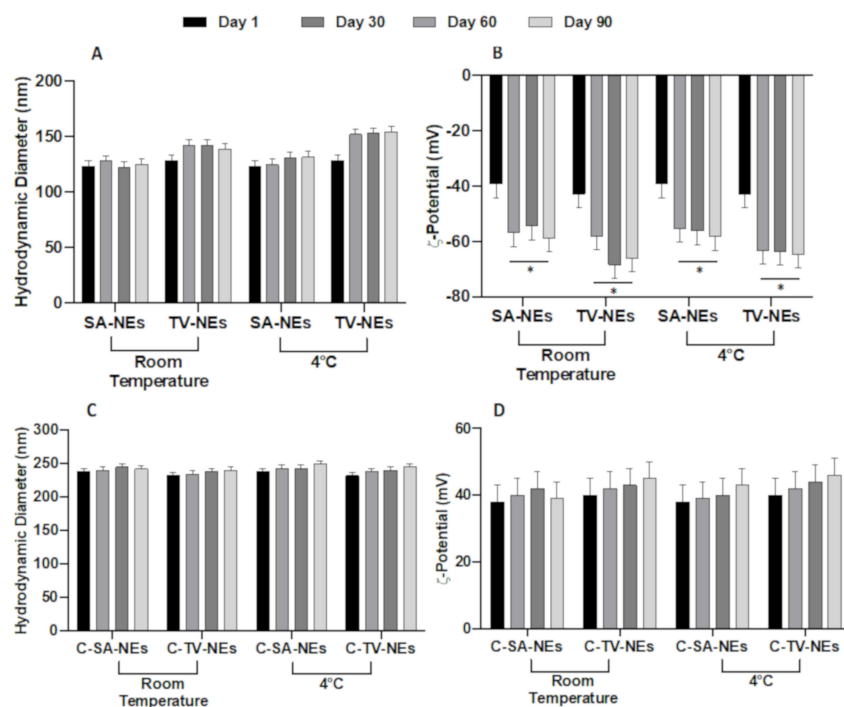 Day 1 Day 30 Day 60 Day 90
A
Hydrodynamic Diameter (nm)
200
150
100
50
0
SA-NEs TV-NEs SA-NEs TV-NEs
Room
Temperature
4°C
B
ζ-Potential (mV)
0
-20
-40
-60
-80
* * * *
SA-NEs TV-NEs SA-NEs TV-NEs
Room
Temperature
4°C
C
Hydrodynamic Diameter (nm)
300
250
200
150
100
50
0
C-SA-NEs C-TV-NEs C-SA-NEs C-TV-NEs
Room
Temperature
4°C
D
ζ-Potential (mV)
60
40
20
0
C-SA-NEs C-TV-NEs C-SA-NEs C-TV-NEs
Room
Temperature
4°C